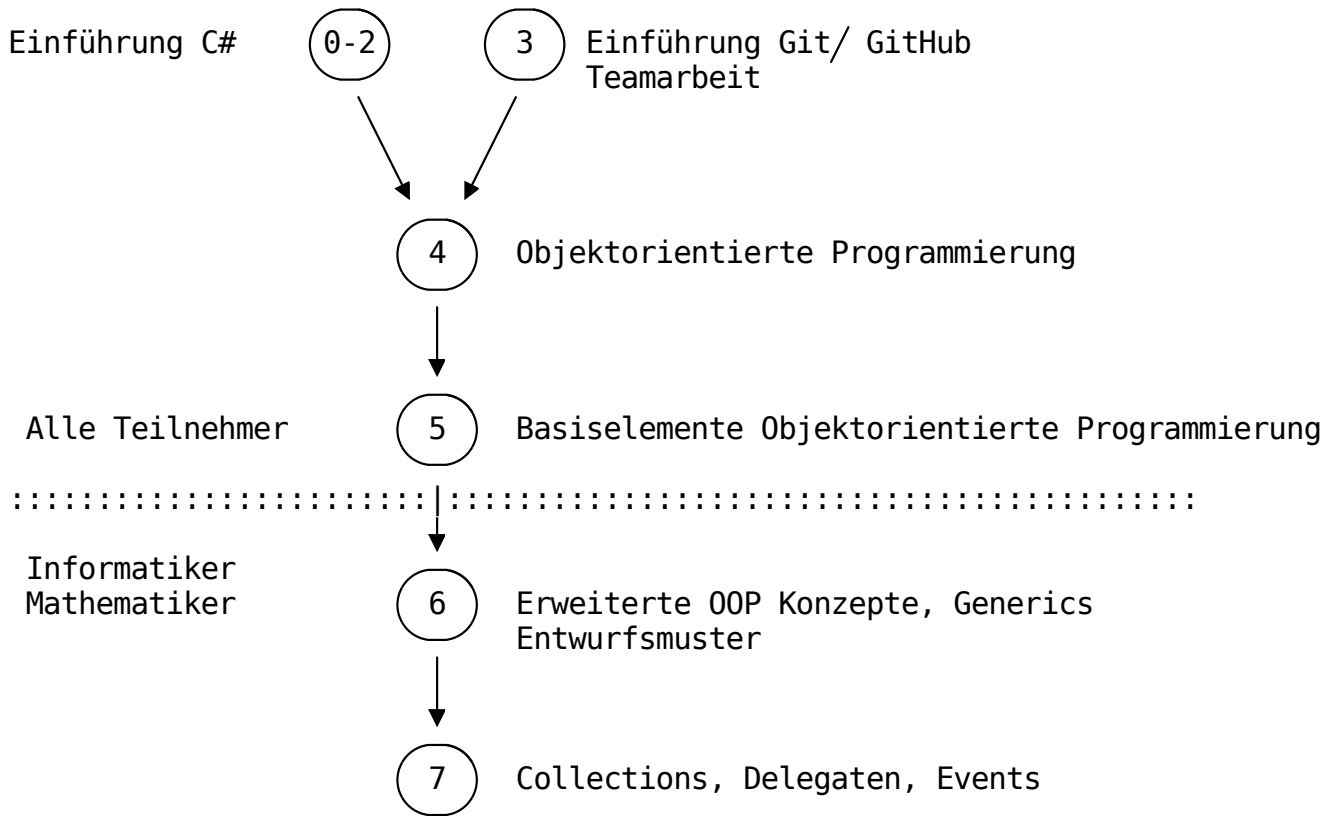 Einführung C# 0-2 3 Einführung Git/ GitHub
Teamarbeit
4 Objektorientierte Programmierung
Alle Teilnehmer 5 Basiselemente Objektorientierte Programmierung
Informatiker
Mathematiker 6 Erweiterte OOP Konzepte, Generics
Entwurfsmuster
7 Collections, Delegaten, Events